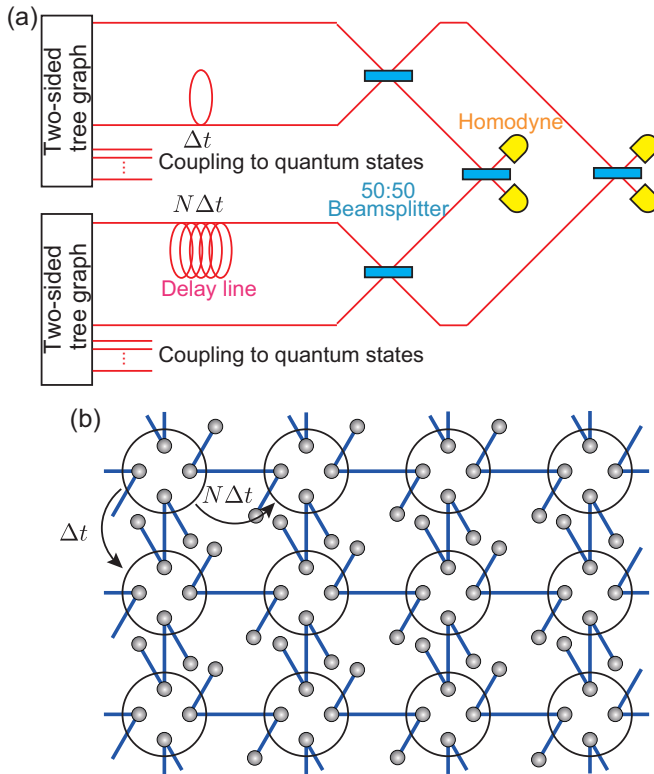 (a)
Two-sided
tree graph
Δt
Coupling to quantum states
Homodyne
50:50
Beamsplitter
NΔt
Delay line
Two-sided
tree graph
Coupling to quantum states
(b)
NΔt
Δt